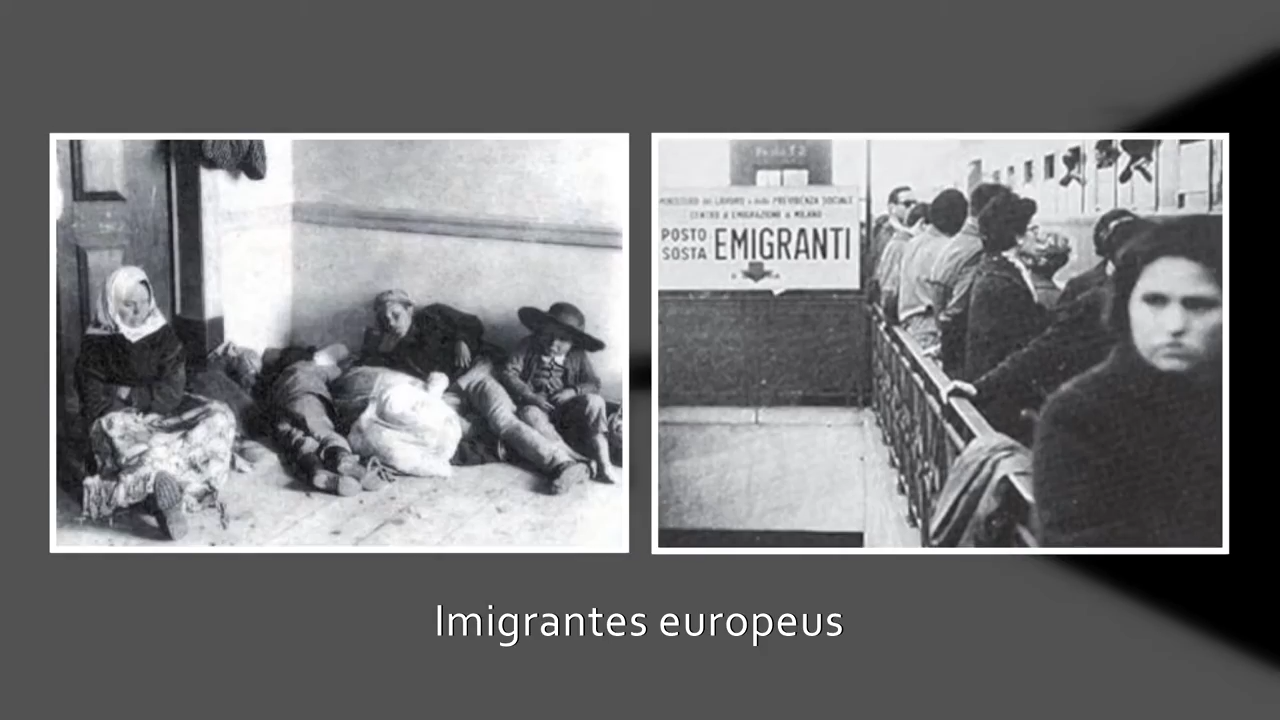 MINISTERO del LAVORO e della PREVIDENZA SOCIALE
CENTRO di EMIGRAZIONE di MILANO
POSTO
SOSTA
EMIGRANTI
Imigrantes europeus